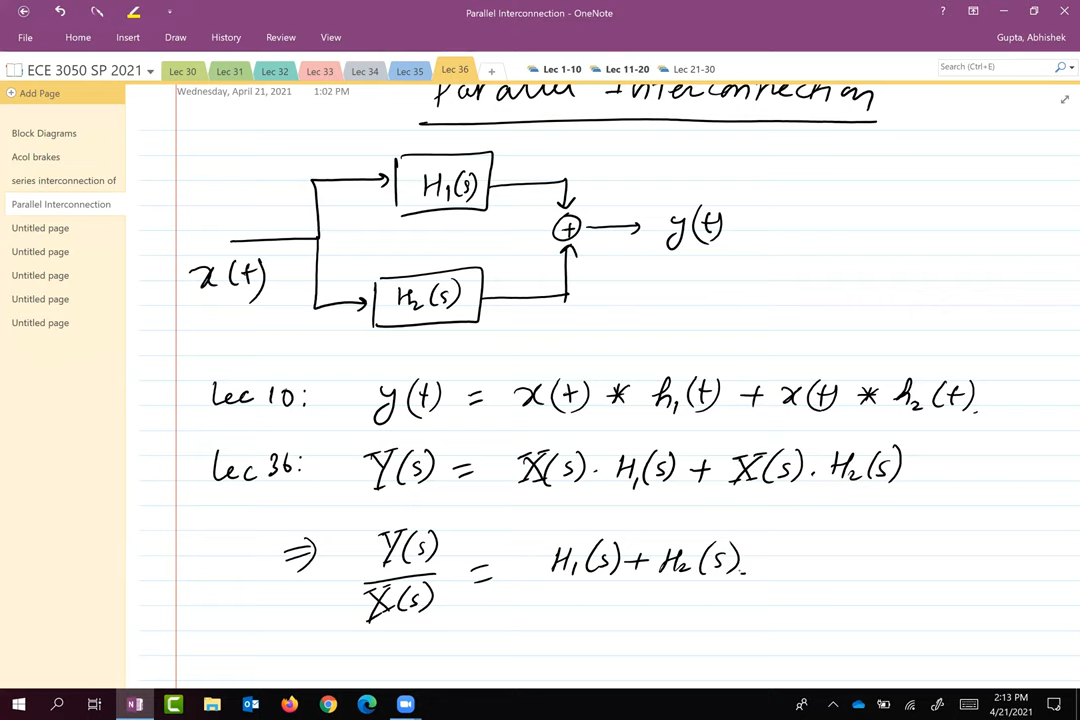 Parallel Interconnection - OneNote
? Gupta, Abhishek
File Home Insert Draw History Review View
ECE 3050 SP 2021
Lec 30 Lec 31 Lec 32 Lec 33 Lec 34 Lec 35 Lec 36 + Lec 1-10 Lec 11-20 Lec 21-30
Search (Ctrl+E)
Add Page
Block Diagrams
Acol brakes
series interconnection of
Parallel Interconnection
Untitled page
Untitled page
Untitled page
Untitled page
Untitled page
Wednesday, April 21, 2021 1:02 PM
Parallel Interconnection
H₁(s)
+ y(t)
x(t)
H₂(s)
Lec 10: y(t) = x(t) * h₁(t) + x(t) * h₂(t).
Lec 36: Y(s) = X(s) · H₁(s) + X(s) · H₂(s)
⇒ Y(s)/X(s) = H₁(s) + H₂(s).
2:13 PM
4/21/2021